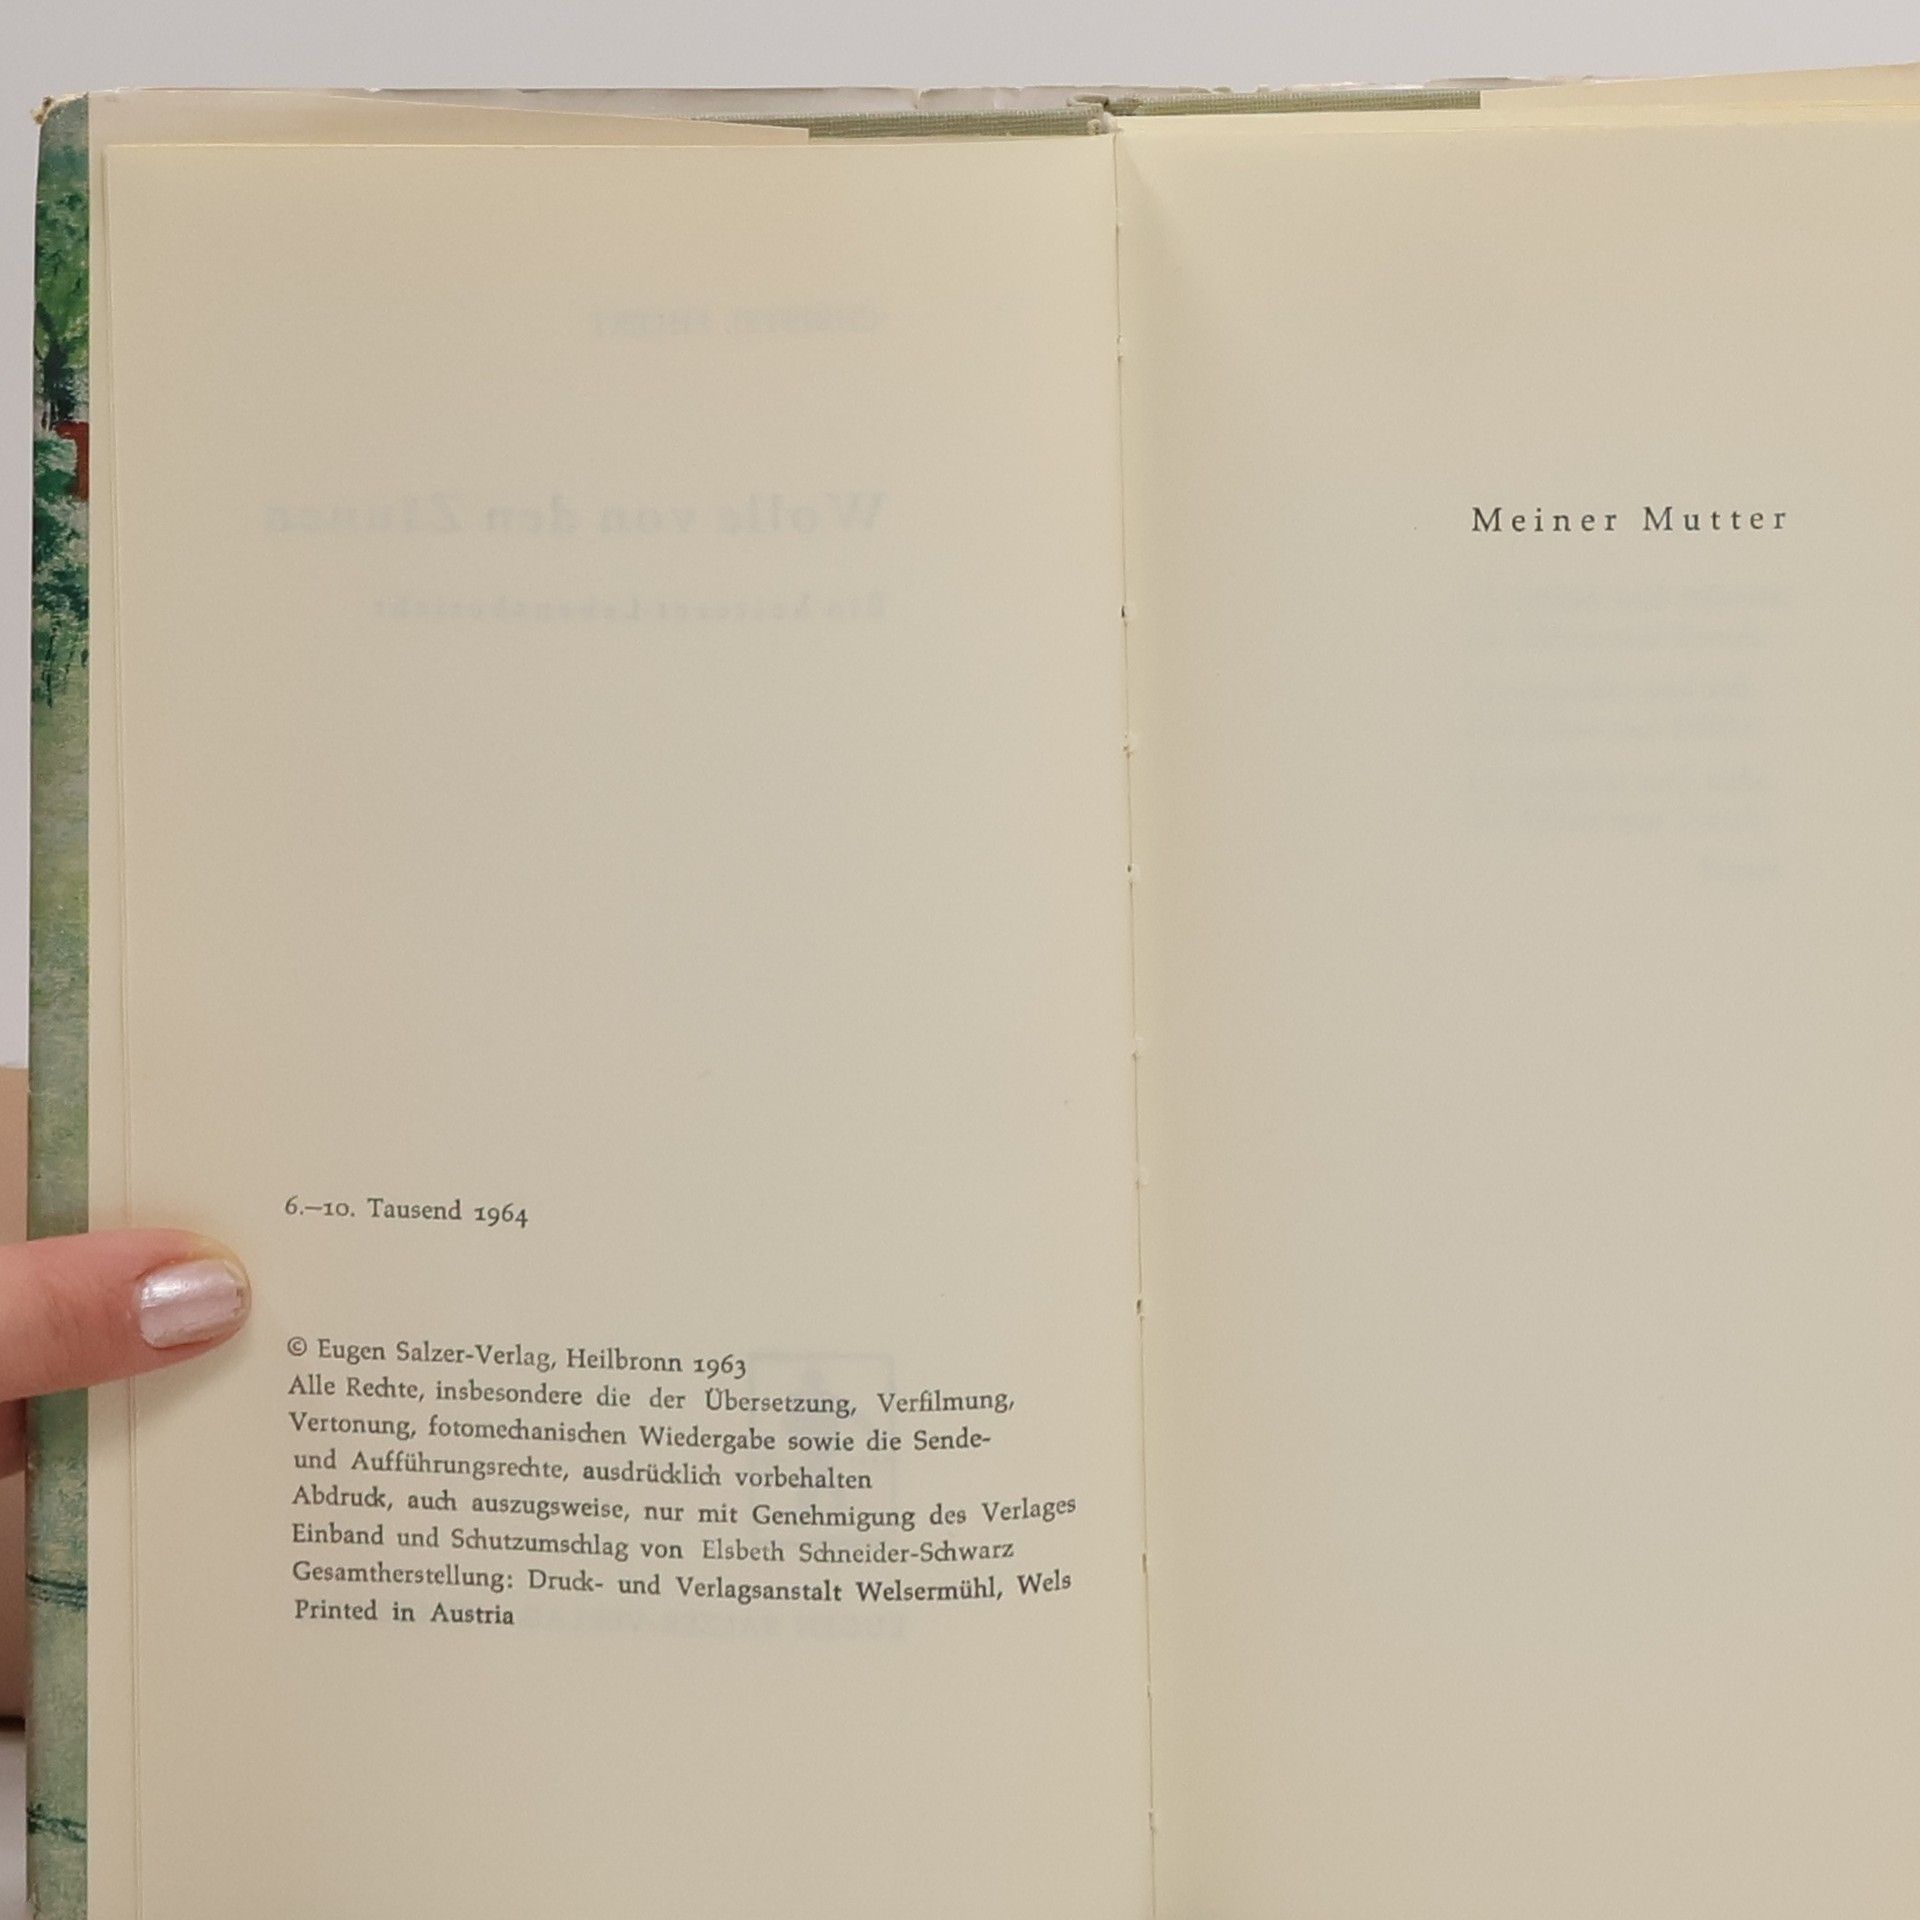 6.–10. Tausend 1964
© Eugen Salzer-Verlag, Heilbronn 1963
Alle Rechte, insbesondere die der Übersetzung, Verfilmung,
Vertonung, fotomechanischen Wiedergabe sowie die Sende-
und Aufführungsrechte, ausdrücklich vorbehalten
Abdruck, auch auszugsweise, nur mit Genehmigung des Verlages
Einband und Schutzumschlag von Elsbeth Schneider-Schwarz
Gesamtherstellung: Druck- und Verlagsanstalt Welsermühl, Wels
Printed in Austria
Meiner Mutter